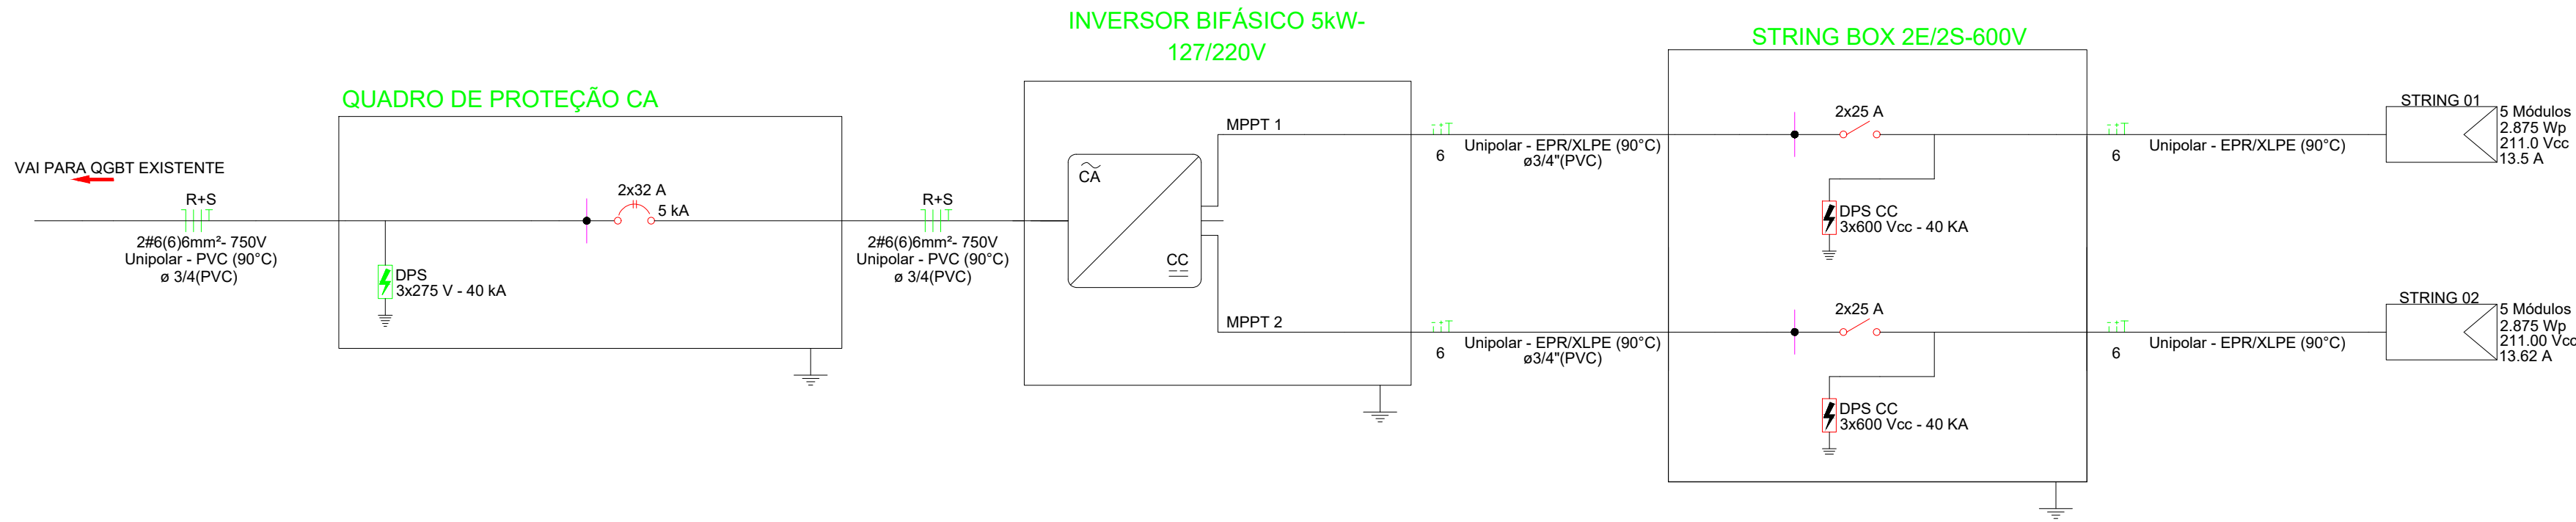 INVERSOR BIFÁSICO 5kW-
127/220V
STRING BOX 2E/2S-600V
QUADRO DE PROTEÇÃO CA
VAI PARA QGBT EXISTENTE
R+S
2#6(6)6mm²- 750V
Unipolar - PVC (90°C)
ø 3/4(PVC)
DPS
3x275 V - 40 kA
2x32 A
5 kA
R+S
2#6(6)6mm²- 750V
Unipolar - PVC (90°C)
ø 3/4(PVC)
CA
CC
MPPT 1
6
Unipolar - EPR/XLPE (90°C)
ø3/4"(PVC)
2x25 A
DPS CC
3x600 Vcc - 40 KA
6
Unipolar - EPR/XLPE (90°C)
STRING 01
5 Módulos
2.875 Wp
211.0 Vcc
13.5 A
MPPT 2
6
Unipolar - EPR/XLPE (90°C)
ø3/4"(PVC)
2x25 A
DPS CC
3x600 Vcc - 40 KA
6
Unipolar - EPR/XLPE (90°C)
STRING 02
5 Módulos
2.875 Wp
211.00 Vcc
13.62 A